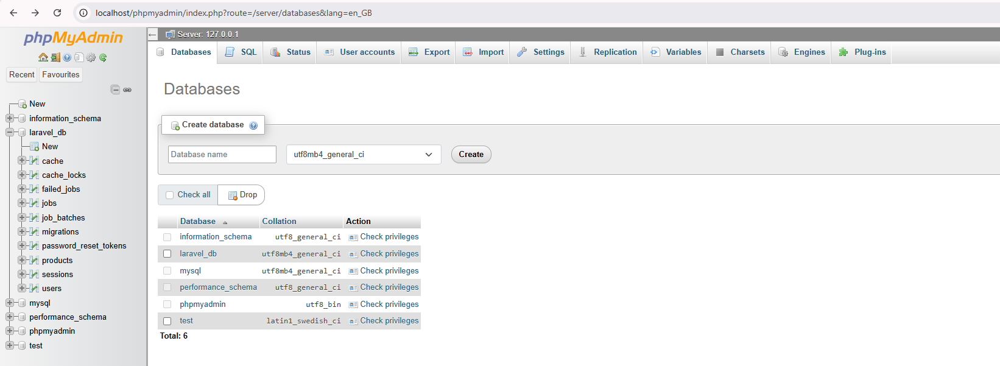 localhost/phpmyadmin/index.php?route=/server/databases&lang=en_GB
phpMyAdmin
Recent
Favourites
New
information_schema
laravel_db
New
cache
cache_locks
failed_jobs
jobs
job_batches
migrations
password_reset_tokens
products
sessions
users
mysql
performance_schema
phpmyadmin
test
Server: 127.0.0.1
Databases SQL Status User accounts Export Import Settings Replication Variables Charsets Engines Plug-ins
Databases
Create database
Database name utf8mb4_general_ci Create
Check all Drop
Database Collation Action
information_schema utf8_general_ci Check privileges
laravel_db utf8mb4_general_ci Check privileges
mysql utf8mb4_general_ci Check privileges
performance_schema utf8_general_ci Check privileges
phpmyadmin utf8_bin Check privileges
test latin1_swedish_ci Check privileges
Total: 6